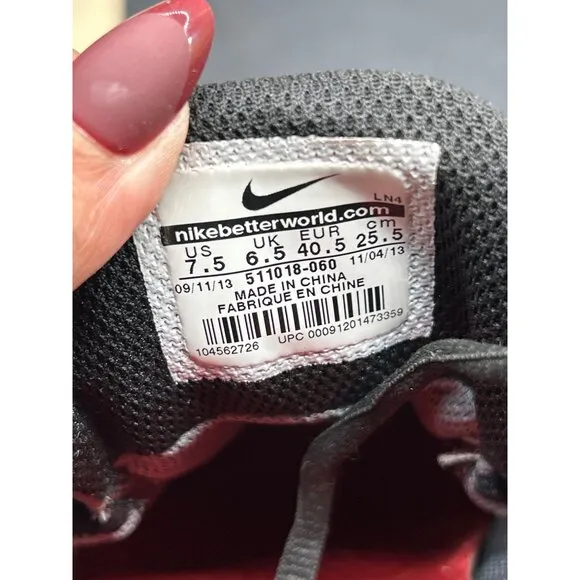 LN4
nikebetterworld.com
US UK EUR cm
7.5 6.5 40.5 25.5
09/11/13 511018-060 11/04/13
MADE IN CHINA
FABRIQUE EN CHINE
104562726 UPC 00091201473359